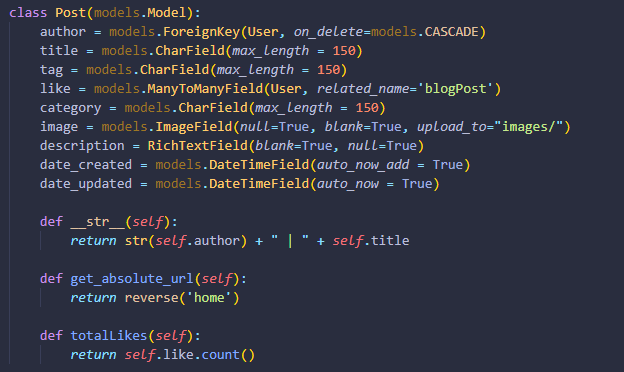 class Post(models.Model):
    author = models.ForeignKey(User, on_delete=models.CASCADE)
    title = models.CharField(max_length = 150)
    tag = models.CharField(max_length = 150)
    like = models.ManyToManyField(User, related_name='blogPost')
    category = models.CharField(max_length = 150)
    image = models.ImageField(null=True, blank=True, upload_to="images/")
    description = RichTextField(blank=True, null=True)
    date_created = models.DateTimeField(auto_now_add = True)
    date_updated = models.DateTimeField(auto_now = True)
    def __str__(self):
        return str(self.author) + " | " + self.title
    def get_absolute_url(self):
        return reverse('home')
    def totalLikes(self):
        return self.like.count()